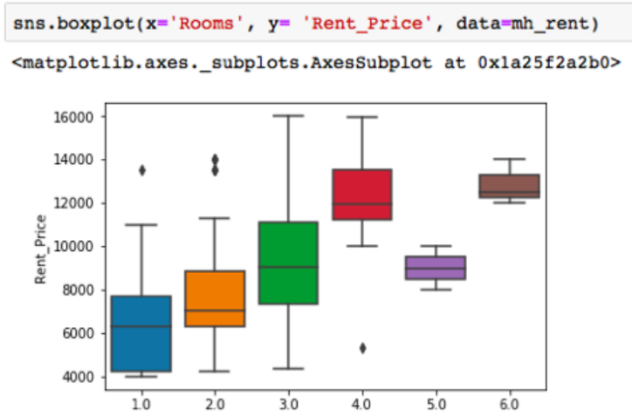 sns.boxplot(x='Rooms', y= 'Rent_Price', data=mh_rent)
<matplotlib.axes._subplots.AxesSubplot at 0x1a25f2a2b0>
16000
14000
12000
10000
8000
6000
4000
Rent_Price
1.0 2.0 3.0 4.0 5.0 6.0